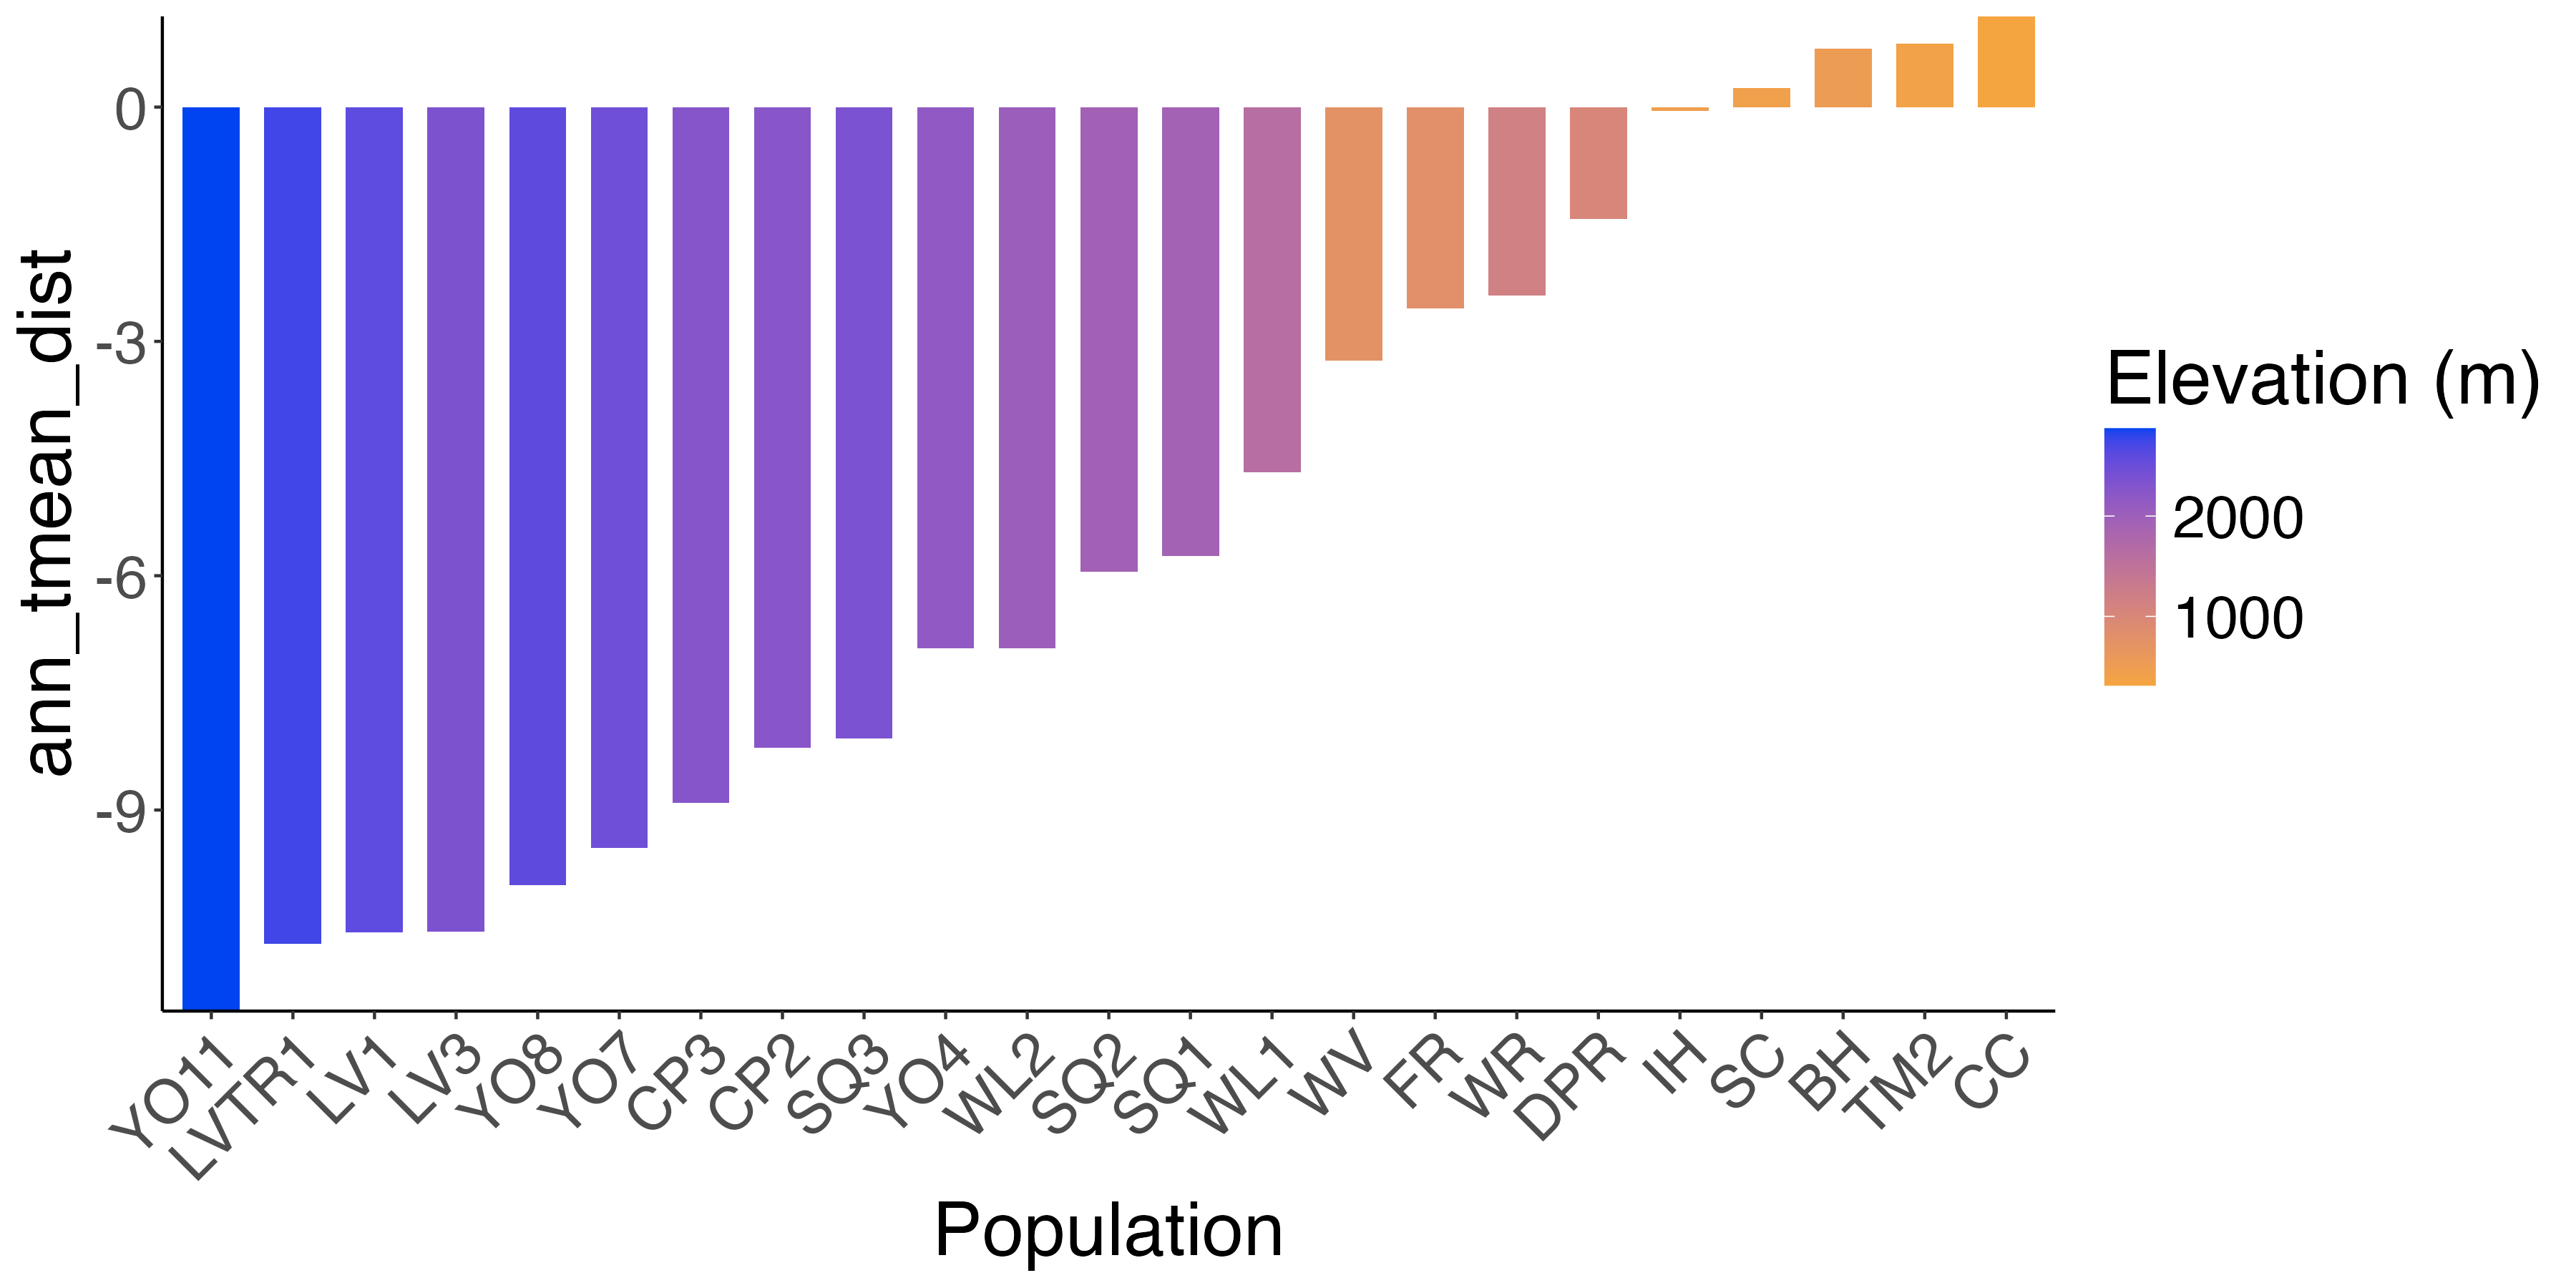 ann_tmean_dist
0
-3
-6
-9
YO11
LVTR1
LV1
LV3
YO8
YO7
CP3
CP2
SQ3
YO4
WL2
SQ2
SQ1
WL1
WV
FR
WR
DPR
IH
SC
BH
TM2
CC
Population
Elevation (m)
2000
1000